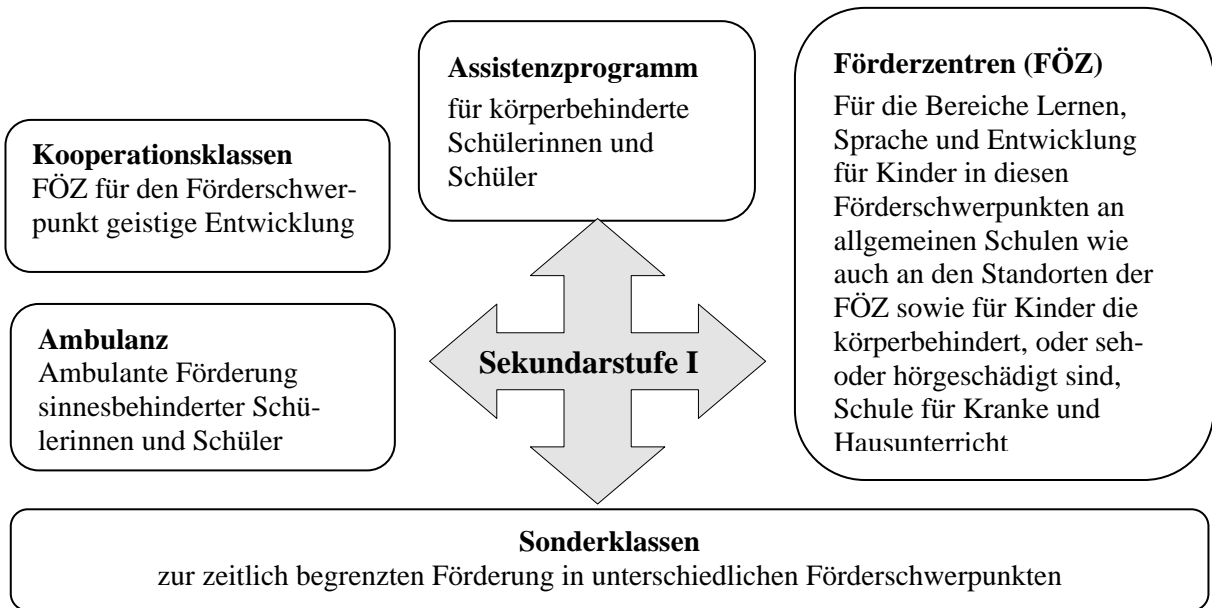 Assistenzprogramm
für körperbehinderte
Schülerinnen und
Schüler
Förderzentren (FÖZ)
Für die Bereiche Lernen,
Sprache und Entwicklung
für Kinder in diesen
Förderschwerpunkten an
allgemeinen Schulen wie
auch an den Standorten der
FÖZ sowie für Kinder die
körperbehindert, oder seh-
oder hörgeschädigt sind,
Schule für Kranke und
Hausunterricht
Kooperationsklassen
FÖZ für den Förderschwer-
punkt geistige Entwicklung
Ambulanz
Ambulante Förderung
sinnesbehinderter Schü-
lerinnen und Schüler
Sekundarstufe I
Sonderklassen
zur zeitlich begrenzten Förderung in unterschiedlichen Förderschwerpunkten